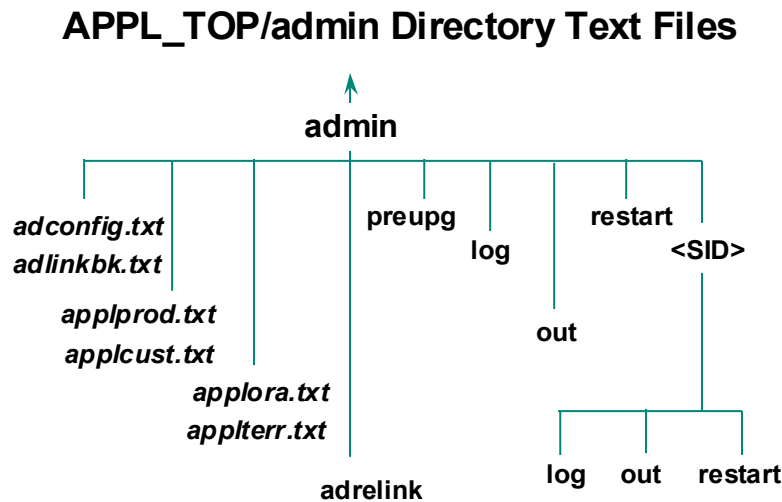 APPL_TOP/admin Directory Text Files
admin
adconfig.txt
adlinkbk.txt
applprod.txt
applcust.txt
applora.txt
applterr.txt
adrelink
preupg
log
out
restart
<SID>
log
out
restart